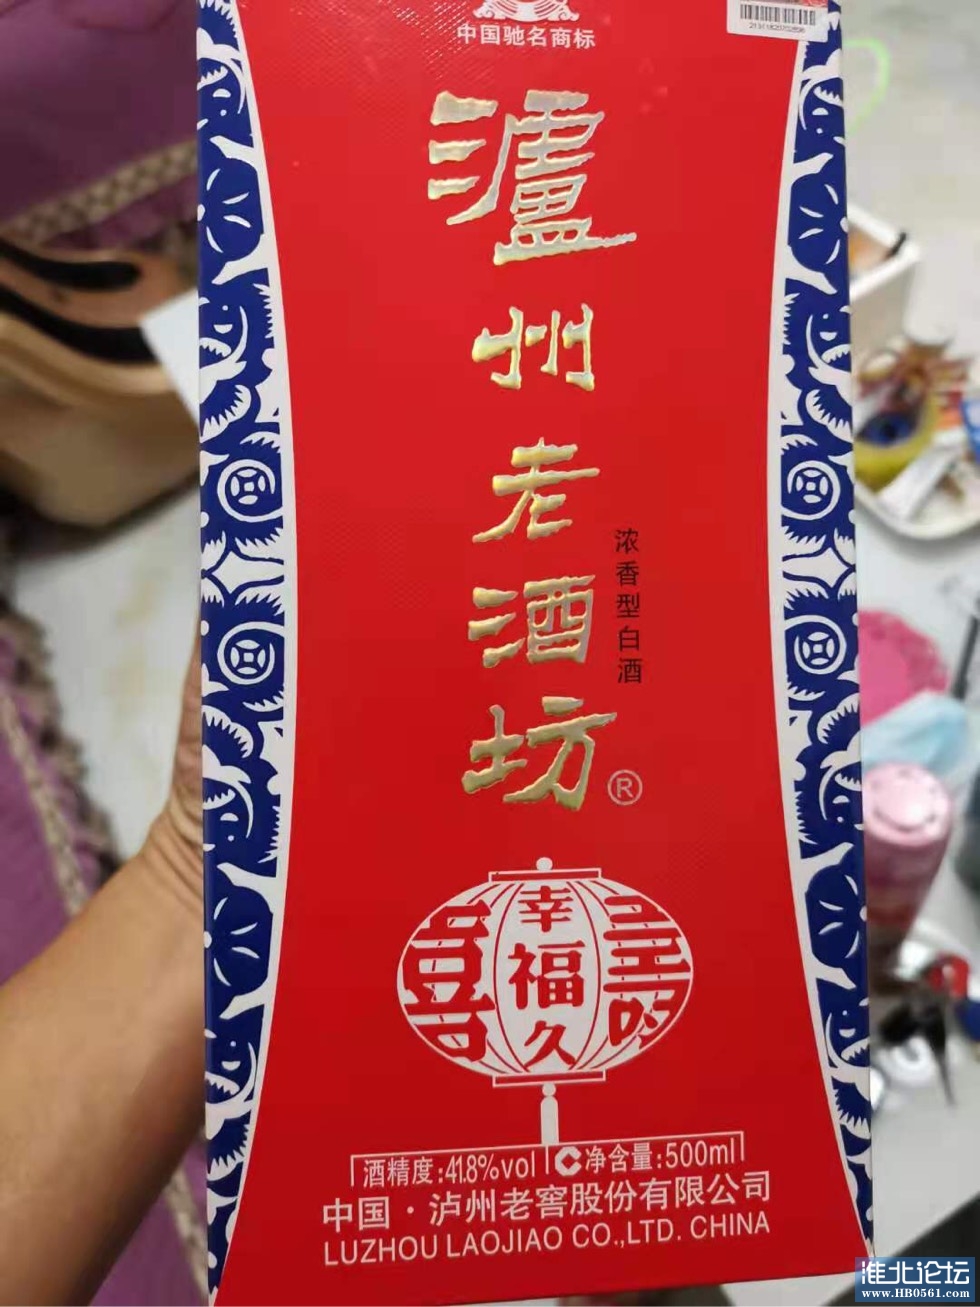 中国驰名商标
瀘州老酒坊
®
浓香型白酒
喜
幸福久
酒精度:41.8%vol
C净含量:500ml
中国·泸州老窖股份有限公司
LUZHOU LAOJIAO CO.,LTD. CHINA
淮北论坛
www.HB0561.com